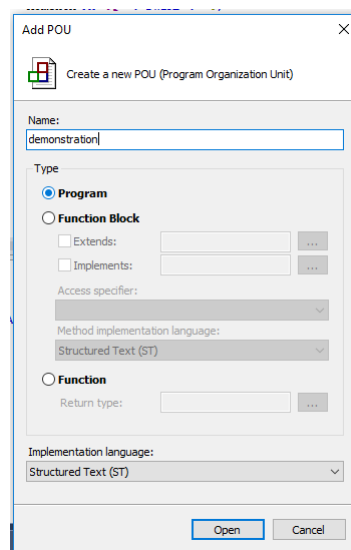 Add POU
Create a new POU (Program Organization Unit)
Name:
demonstration
Type
Program
Function Block
Extends:
...
Implements:
...
Access specifier:
Method implementation language:
Structured Text (ST)
Function
Return type:
...
Implementation language:
Structured Text (ST)
Open Cancel